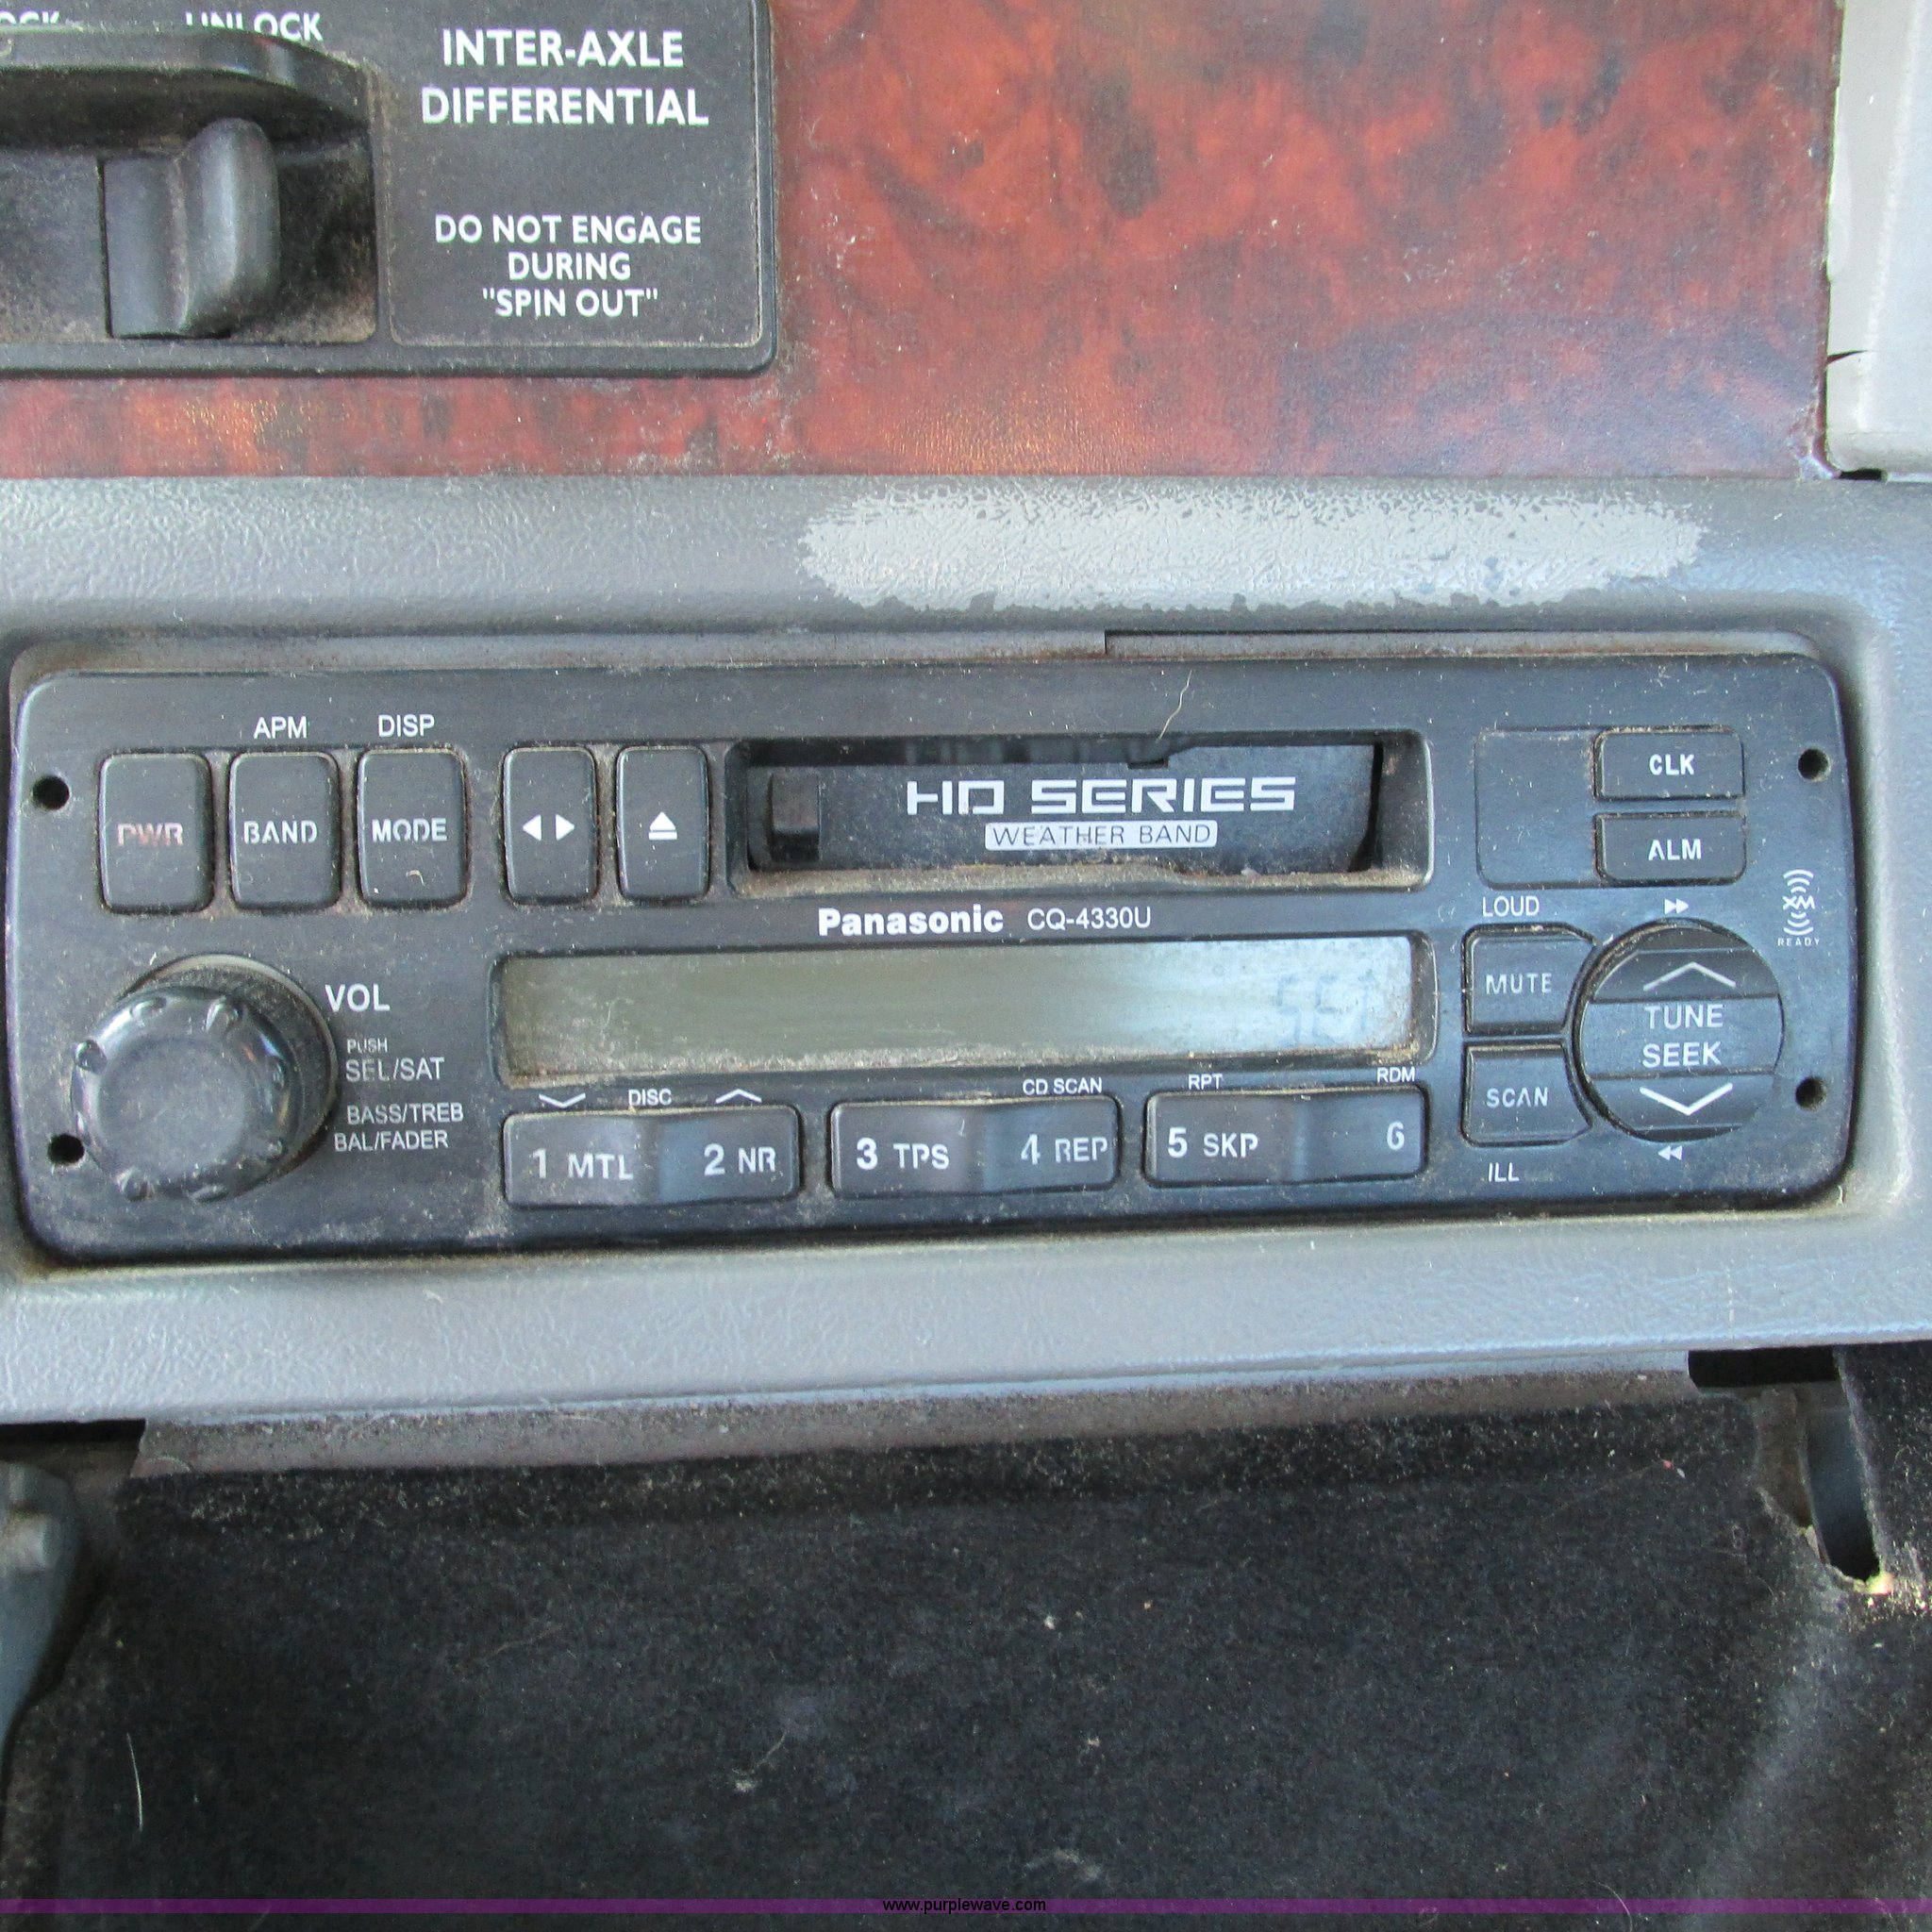 UNLOCK
INTER-AXLE
DIFFERENTIAL
DO NOT ENGAGE
DURING
"SPIN OUT"
APM DISP
PWR BAND MODE
HD SERIES
WEATHER BAND
CLK
ALM
XM
READY
Panasonic CQ-4330U
LOUD
MUTE
TUNE
SEEK
SCAN
ILL
VOL
PUSH
SEL/SAT
BASS/TREB
BAL/FADER
DISC CD SCAN RPT RDM
1 MTL 2 NR 3 TPS 4 REP 5 SKP 6
www.purplewave.com